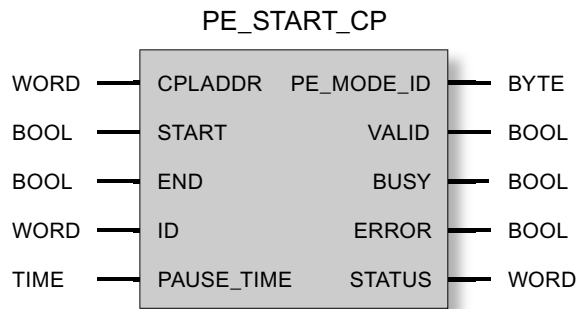 PE_START_CP
WORD CPLADDR PE_MODE_ID BYTE
BOOL START VALID BOOL
BOOL END BUSY BOOL
WORD ID ERROR BOOL
TIME PAUSE_TIME STATUS WORD